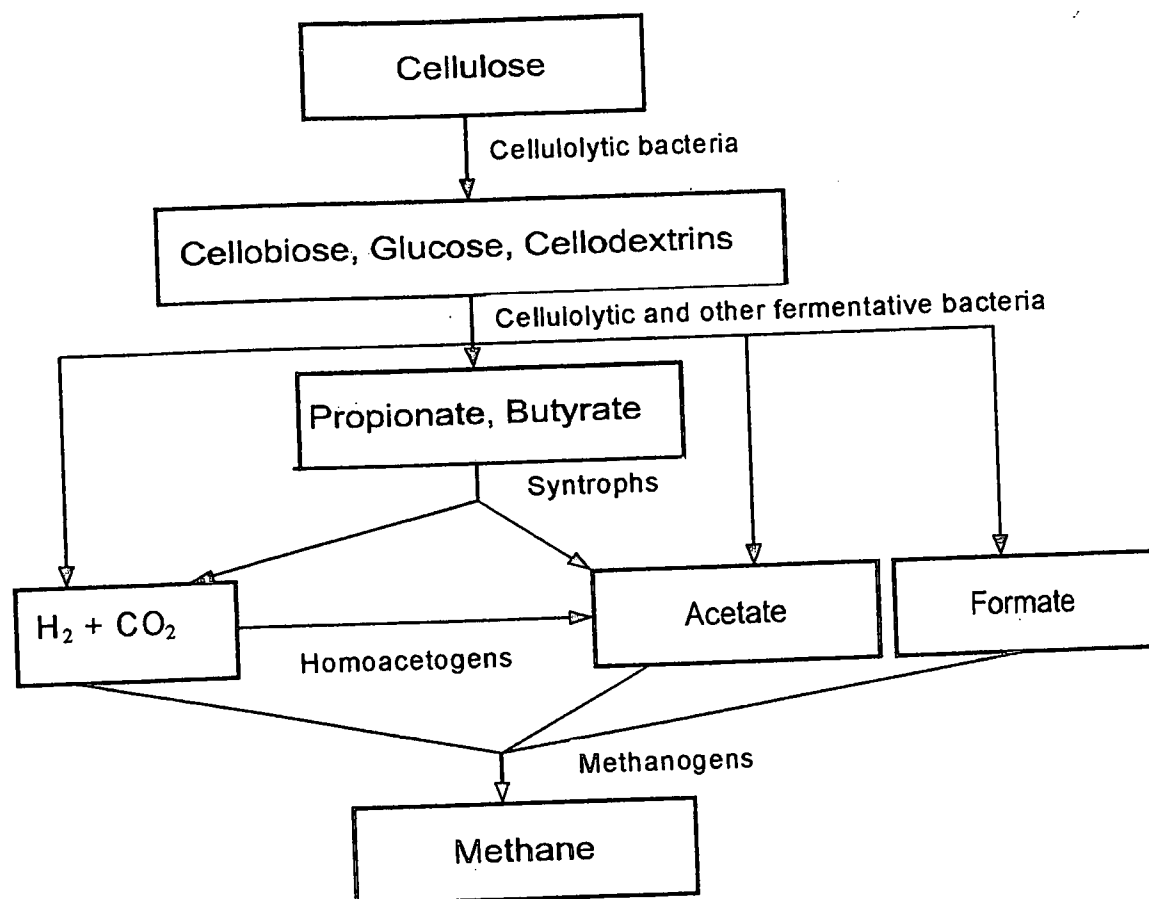 Cellulose
Cellulolytic bacteria
Cellobiose, Glucose, Cellodextrins
Cellulolytic and other fermentative bacteria
Propionate, Butyrate
Syntrophs
H₂ + CO₂
Acetate
Formate
Homoacetogens
Methanogens
Methane